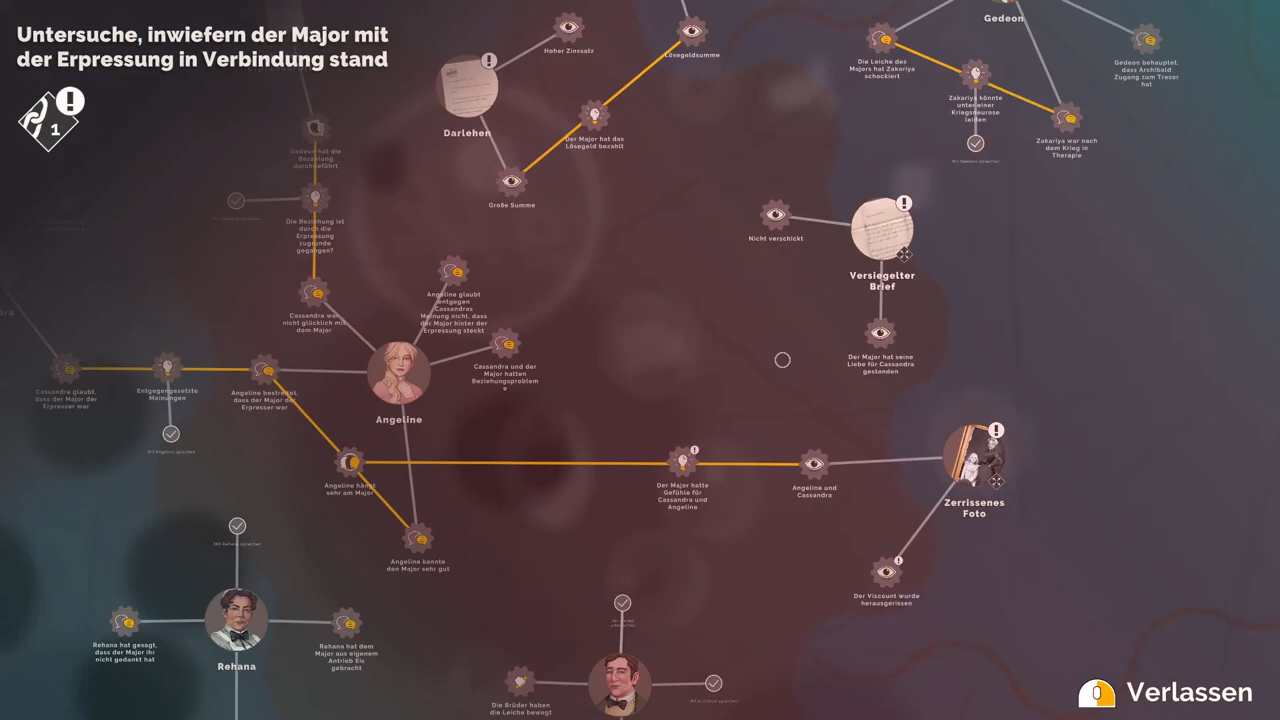 Untersuche, inwiefern der Major mit
der Erpressung in Verbindung stand
1
Gedeon
Hoher Zinssatz
Lösegeldsumme
Die Leiche des
Majors hat Zakariya
schockiert
Gedeon behauptet,
dass Archibald
Zugang zum Tresor
hat
Zakariya könnte
unter einer
Kriegsneurose
leiden
Darlehen
Der Major hat das
Lösegeld bezahlt
Zakariya war nach
dem Krieg in
Therapie
Gedeon hat die
Bezahlung
durchgeführt
Große Summe
Die Beziehung ist
durch die
Erpressung
zugrunde
gegangen?
Nicht verschickt
Versiegelter
Brief
Angeline glaubt
entgegen
Cassandras
Meinung nicht, dass
der Major hinter der
Erpressung steckt
Cassandra war
nicht glücklich mit
dem Major
Der Major hat seine
Liebe für Cassandra
gestanden
Cassandra und der
Major hatten
Beziehungsproblem
e
Cassandra glaubt,
dass der Major der
Erpresser war
Entgegengesetzte
Meinungen
Angeline bestreitet,
dass der Major der
Erpresser war
Angeline
Mit Angeline sprechen
Angeline hängt
sehr am Major
Der Major hatte
Gefühle für
Cassandra und
Angeline
Angeline und
Cassandra
Zerrissenes
Foto
Angeline kannte
den Major sehr gut
Der Viscount wurde
herausgerissen
Rehana hat gesagt,
dass der Major ihr
nicht gedankt hat
Rehana
Rehana hat dem
Major aus eigenem
Antrieb Eis
gebracht
Die Brüder haben
die Leiche bewegt
Verlassen